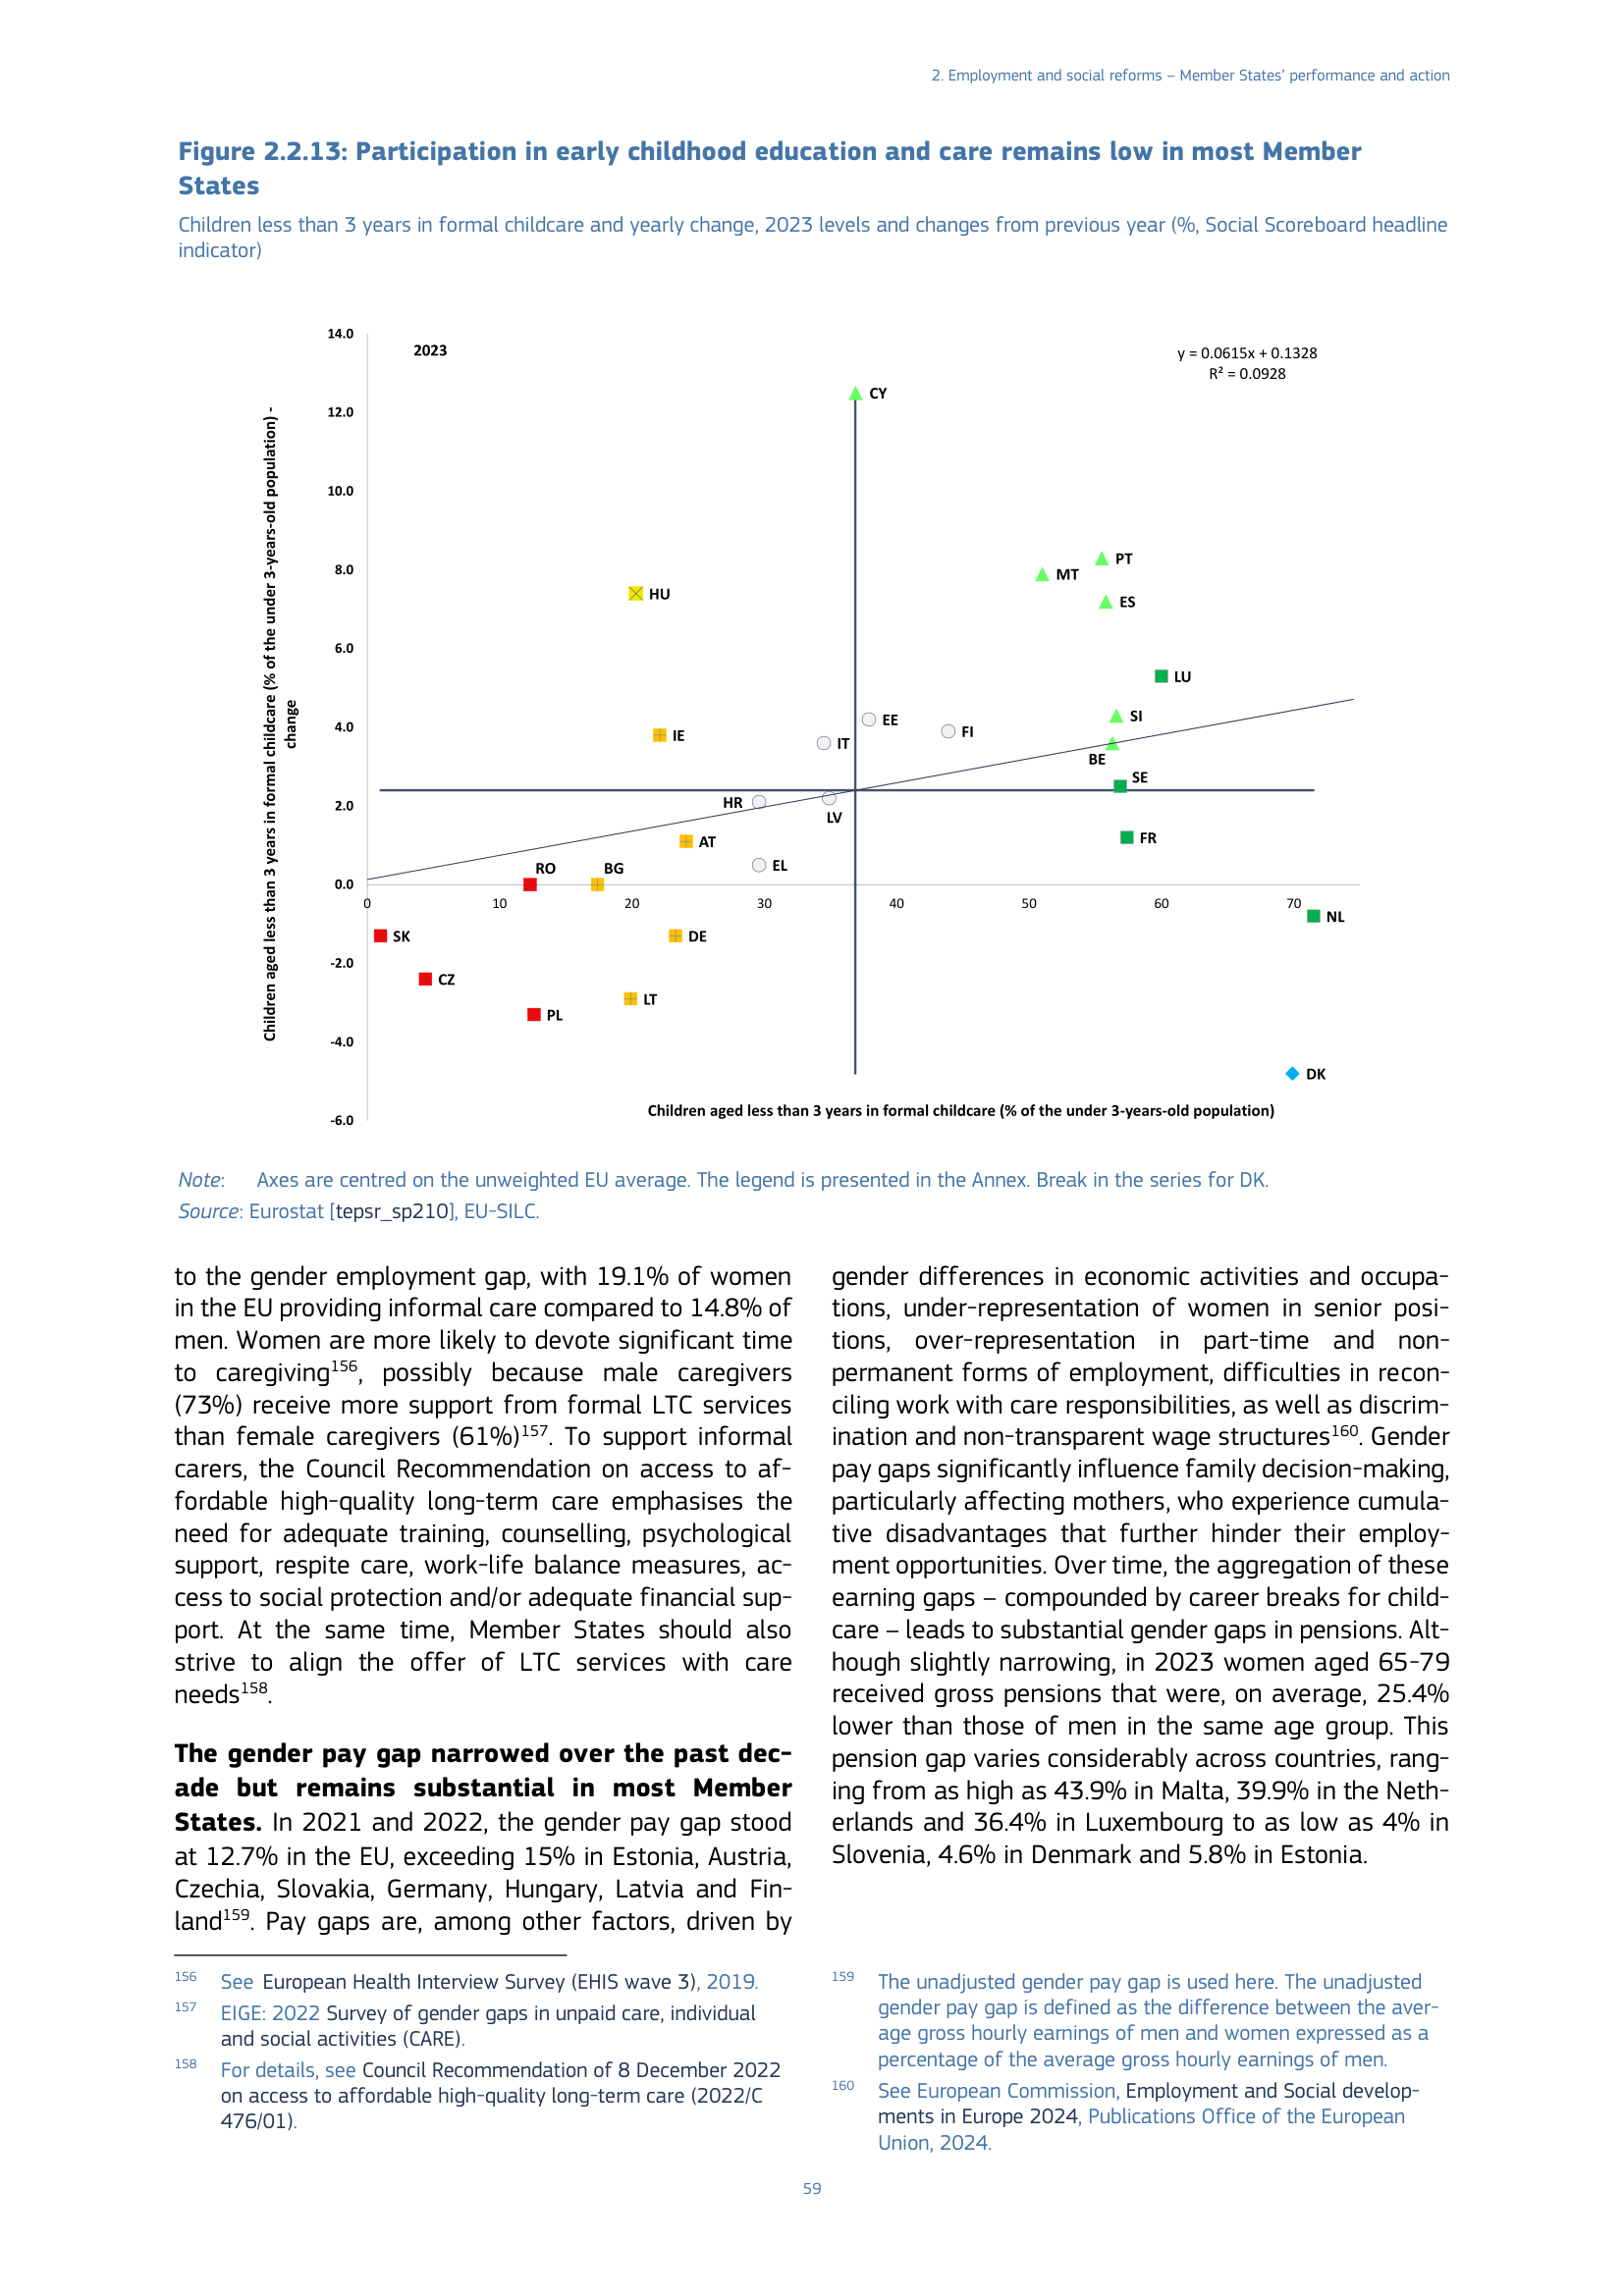 2. Employment and social reforms – Member States' performance and action
Figure 2.2.13: Participation in early childhood education and care remains low in most Member
States
Children less than 3 years in formal childcare and yearly change, 2023 levels and changes from previous year (%, Social Scoreboard headline
indicator)
Children aged less than 3 years in formal childcare (% of the under 3-years-old population) -
change
14.0
12.0
10.0
8.0
6.0
4.0
2.0
0.0
-2.0
-4.0
-6.0
2023
y = 0.0615x + 0.1328
R² = 0.0928
CY
PT
MT
ES
HU
LU
SI
EE
FI
IE
IT
BE
SE
HR
LV
FR
AT
EL
RO
BG
0
10
20
30
40
50
60
70
NL
SK
DE
CZ
LT
PL
DK
Children aged less than 3 years in formal childcare (% of the under 3-years-old population)
Note: Axes are centred on the unweighted EU average. The legend is presented in the Annex. Break in the series for DK.
Source: Eurostat [tepsr_sp210], EU-SILC.
to the gender employment gap, with 19.1% of women
in the EU providing informal care compared to 14.8% of
men. Women are more likely to devote significant time
to caregiving156, possibly because male caregivers
(73%) receive more support from formal LTC services
than female caregivers (61%)157. To support informal
carers, the Council Recommendation on access to af-
fordable high-quality long-term care emphasises the
need for adequate training, counselling, psychological
support, respite care, work-life balance measures, ac-
cess to social protection and/or adequate financial sup-
port. At the same time, Member States should also
strive to align the offer of LTC services with care
needs158.
The gender pay gap narrowed over the past dec-
ade but remains substantial in most Member
States. In 2021 and 2022, the gender pay gap stood
at 12.7% in the EU, exceeding 15% in Estonia, Austria,
Czechia, Slovakia, Germany, Hungary, Latvia and Fin-
land159. Pay gaps are, among other factors, driven by
gender differences in economic activities and occupa-
tions, under-representation of women in senior posi-
tions, over-representation in part-time and non-
permanent forms of employment, difficulties in recon-
ciling work with care responsibilities, as well as discrim-
ination and non-transparent wage structures160. Gender
pay gaps significantly influence family decision-making,
particularly affecting mothers, who experience cumula-
tive disadvantages that further hinder their employ-
ment opportunities. Over time, the aggregation of these
earning gaps – compounded by career breaks for child-
care – leads to substantial gender gaps in pensions. Alt-
hough slightly narrowing, in 2023 women aged 65-79
received gross pensions that were, on average, 25.4%
lower than those of men in the same age group. This
pension gap varies considerably across countries, rang-
ing from as high as 43.9% in Malta, 39.9% in the Neth-
erlands and 36.4% in Luxembourg to as low as 4% in
Slovenia, 4.6% in Denmark and 5.8% in Estonia.
156 See European Health Interview Survey (EHIS wave 3), 2019.
157 EIGE: 2022 Survey of gender gaps in unpaid care, individual
and social activities (CARE).
158 For details, see Council Recommendation of 8 December 2022
on access to affordable high-quality long-term care (2022/C
476/01).
159 The unadjusted gender pay gap is used here. The unadjusted
gender pay gap is defined as the difference between the aver-
age gross hourly earnings of men and women expressed as a
percentage of the average gross hourly earnings of men.
160 See European Commission, Employment and Social develop-
ments in Europe 2024, Publications Office of the European
Union, 2024.
59